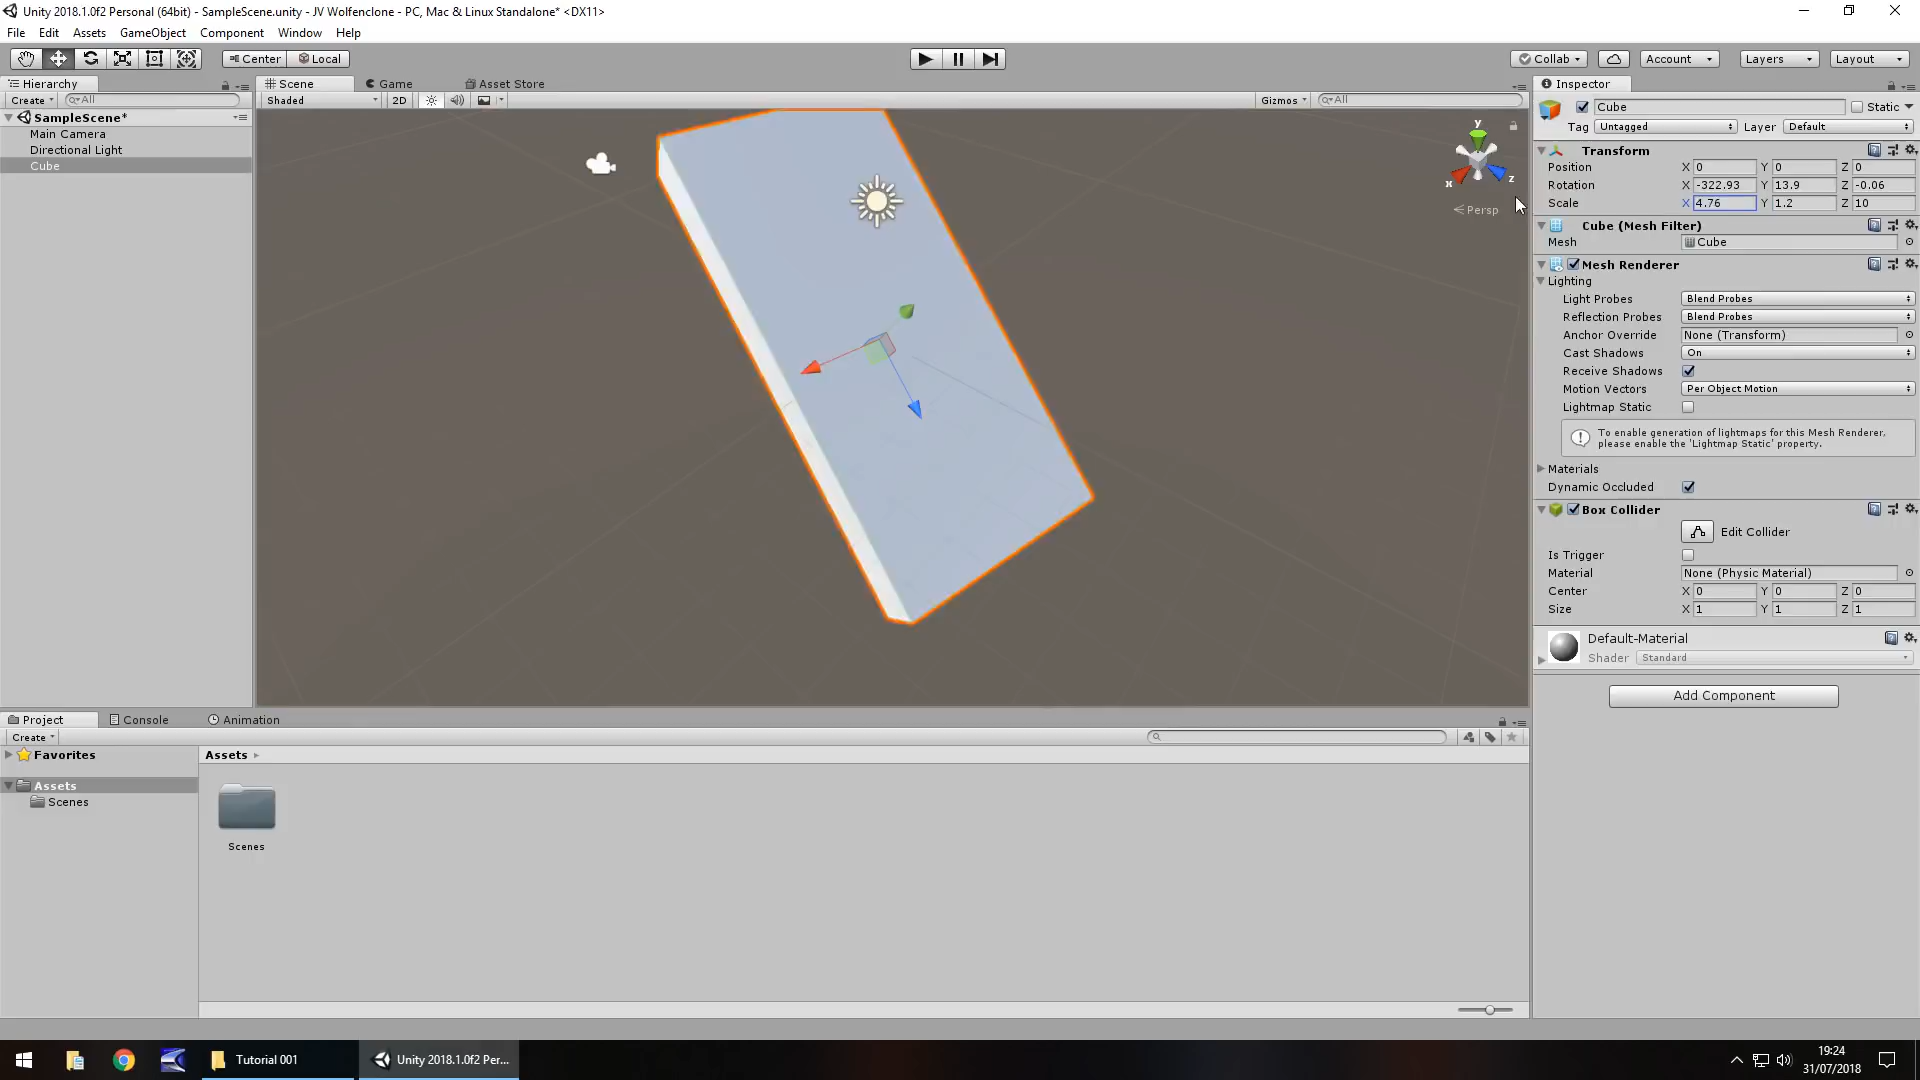 Unity 2018.1.0f2 Personal (64bit) - SampleScene.unity - JV Wolfenclone - PC, Mac & Linux Standalone* <DX11>
File Edit Assets GameObject Component Window Help
Center Local Collab Account Layers Layout
Hierarchy
Create All
SampleScene*
Main Camera
Directional Light
Cube
Scene Game Asset Store
Shaded 2D Gizmos All
y
x
z
Persp
Inspector
Cube Static
Tag Untagged Layer Default
Transform
Position X 0 Y 0 Z 0
Rotation X -322.93 Y 13.9 Z -0.06
Scale X 4.76 Y 1.2 Z 10
Cube (Mesh Filter)
Mesh Cube
Mesh Renderer
Lighting
Light Probes Blend Probes
Reflection Probes Blend Probes
Anchor Override None (Transform)
Cast Shadows On
Receive Shadows
Motion Vectors Per Object Motion
Lightmap Static
To enable generation of lightmaps for this Mesh Renderer,
please enable the 'Lightmap Static' property.
Materials
Dynamic Occluded
Box Collider
Edit Collider
Is Trigger
Material None (Physic Material)
Center X 0 Y 0 Z 0
Size X 1 Y 1 Z 1
Default-Material
Shader Standard
Add Component
Project Console Animation
Create
Favorites
Assets
Scenes
Assets
Scenes
Tutorial 001
Unity 2018.1.0f2 Per...
19:24
31/07/2018